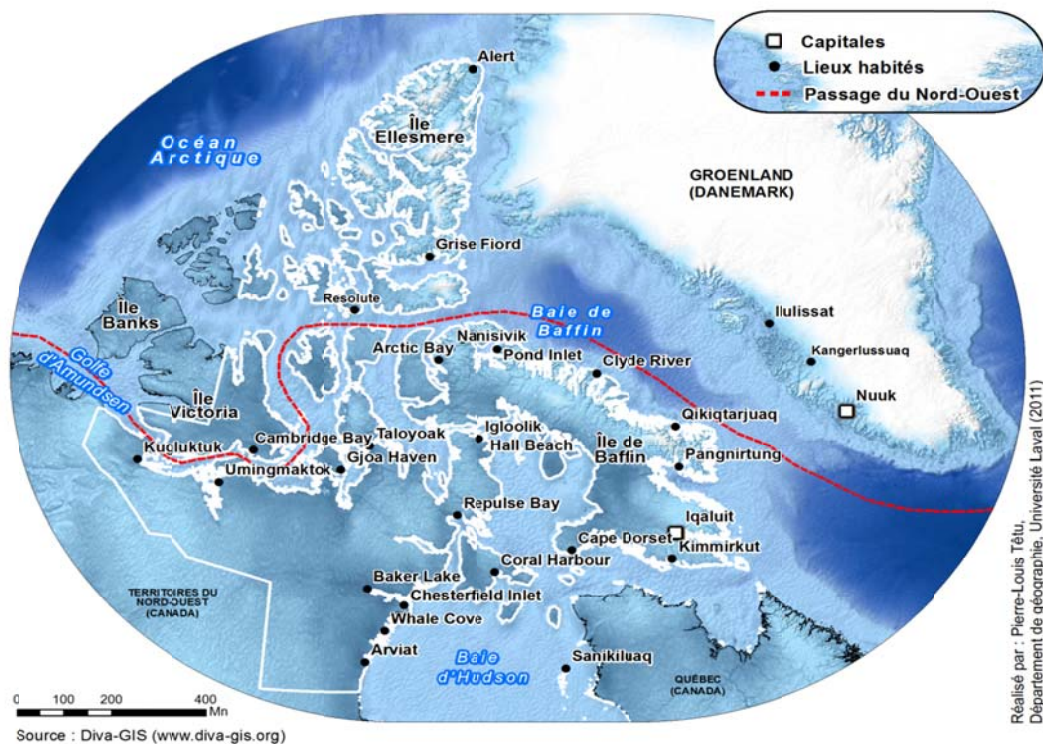 Capitales
Lieux habités
Passage du Nord-Ouest
Alert
Île
Ellesmere
Océan
Arctique
GROENLAND
(DANEMARK)
Grise Fiord
Resolute
Île
Banks
Baie de
Baffin
Ilulissat
Nanisivik
Arctic Bay
Pond Inlet
Clyde River
Kangerlussuaq
Golfe
d'Amundsen
Île
Victoria
Nuuk
Qikiqtarjuaq
Igloolik
Hall Beach
Île de
Baffin
Kugluktuk
Cambridge Bay
Taloyoak
Gjoa Haven
Umingmaktok
Pangnirtung
Repulse Bay
Iqaluit
Cape Dorset
Kimmirkut
Coral Harbour
Baker Lake
Chesterfield Inlet
TERRITOIRES DU
NORD-OUEST
(CANADA)
Whale Cove
Arviat
Baie
d'Hudson
Sanikiluaq
QUÉBEC
(CANADA)
0 100 200 400
Mn
Source : Diva-GIS (www.diva-gis.org)
Réalisé par : Pierre-Louis Têtu,
Département de géographie, Université Laval (2011)